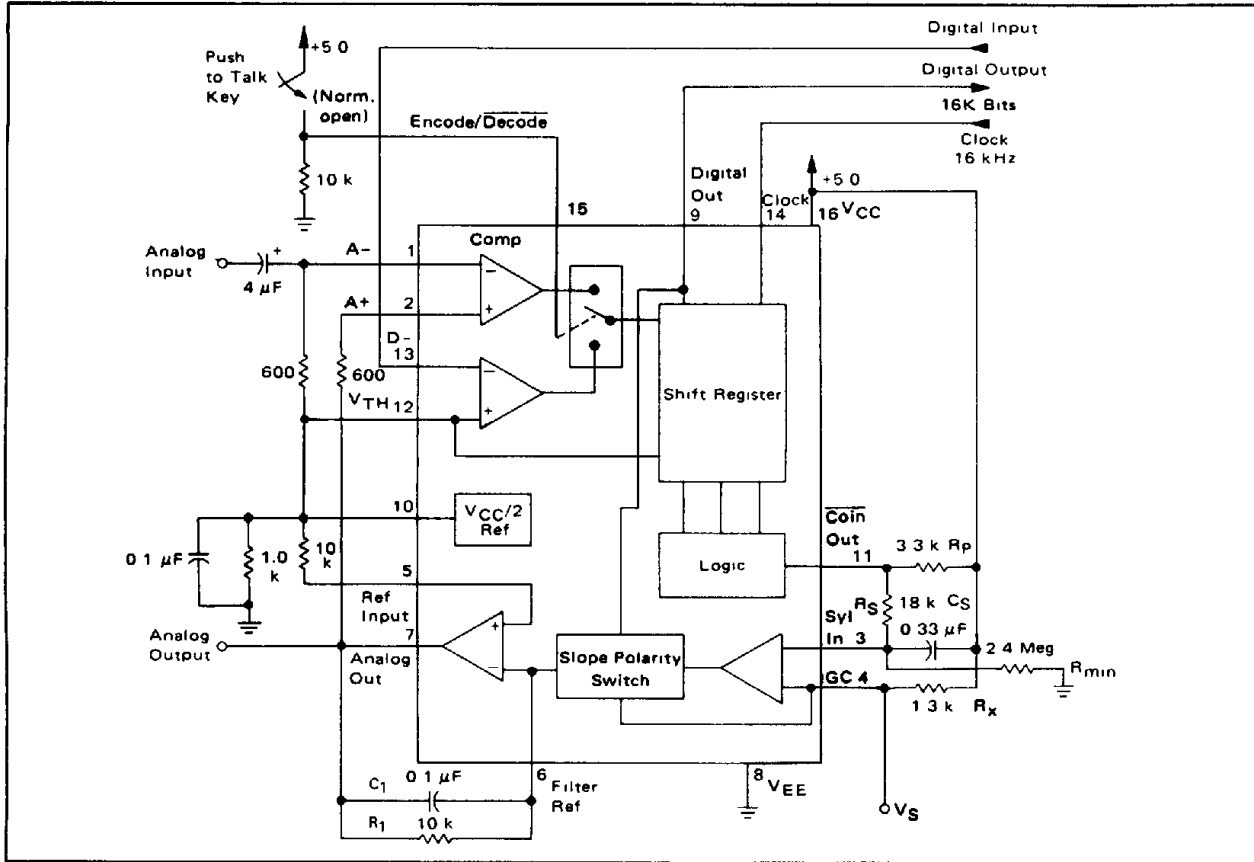 Digital Input
+5 0
Push
to Talk
Key
(Norm.
open)
Digital Output
16K Bits
Encode/Decode
Clock
16 kHz
10 k
Digital
Out
+5 0
15
9
Clock
14
16 VCC
Analog
Input
+
4 µF
A-
1
Comp
−
+
A+
2
D-
13
−
+
600
600
VTH 12
Shift Register
10
VCC/2
Ref
Coin
Out
11
3 3 k RP
0 1 µF
1.0
k
10
k
5
Logic
Ref
Input
RS
18 k
CS
Syl
In 3
0 33 µF
Analog
Output
7
Analog
Out
+
−
Slope Polarity
Switch
2 4 Meg
Rmin
GC 4
1 3 k
Rx
6
Filter
Ref
8 VEE
C1
0 1 µF
R1
10 k
VS